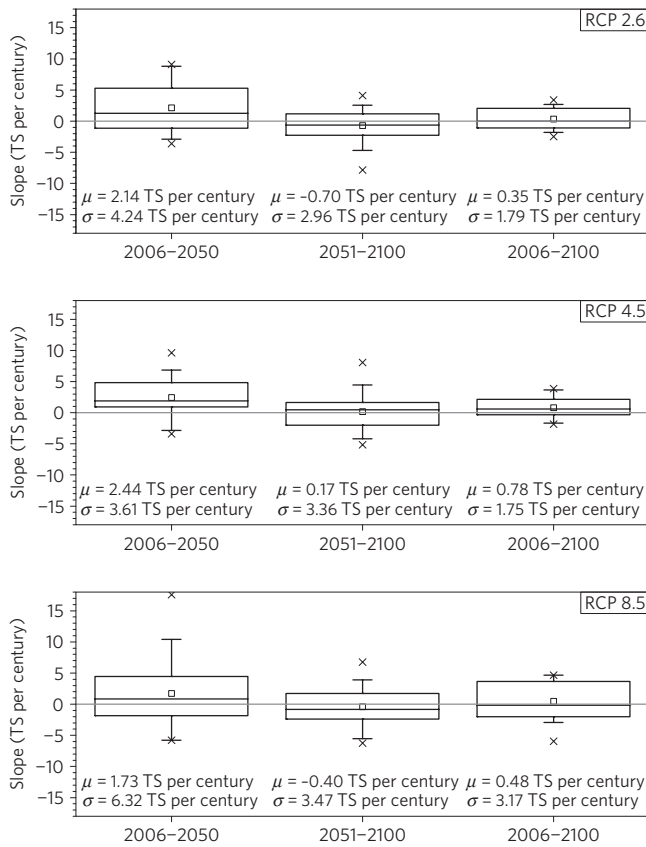 RCP 2.6
15
10
5
0
−5
−10
−15
Slope (TS per century)
μ = 2.14 TS per century μ = -0.70 TS per century μ = 0.35 TS per century
σ = 4.24 TS per century σ = 2.96 TS per century σ = 1.79 TS per century
2006–2050 2051–2100 2006–2100
RCP 4.5
15
10
5
0
−5
−10
−15
Slope (TS per century)
μ = 2.44 TS per century μ = 0.17 TS per century μ = 0.78 TS per century
σ = 3.61 TS per century σ = 3.36 TS per century σ = 1.75 TS per century
2006–2050 2051–2100 2006–2100
RCP 8.5
15
10
5
0
−5
−10
−15
Slope (TS per century)
μ = 1.73 TS per century μ = -0.40 TS per century μ = 0.48 TS per century
σ = 6.32 TS per century σ = 3.47 TS per century σ = 3.17 TS per century
2006–2050 2051–2100 2006–2100